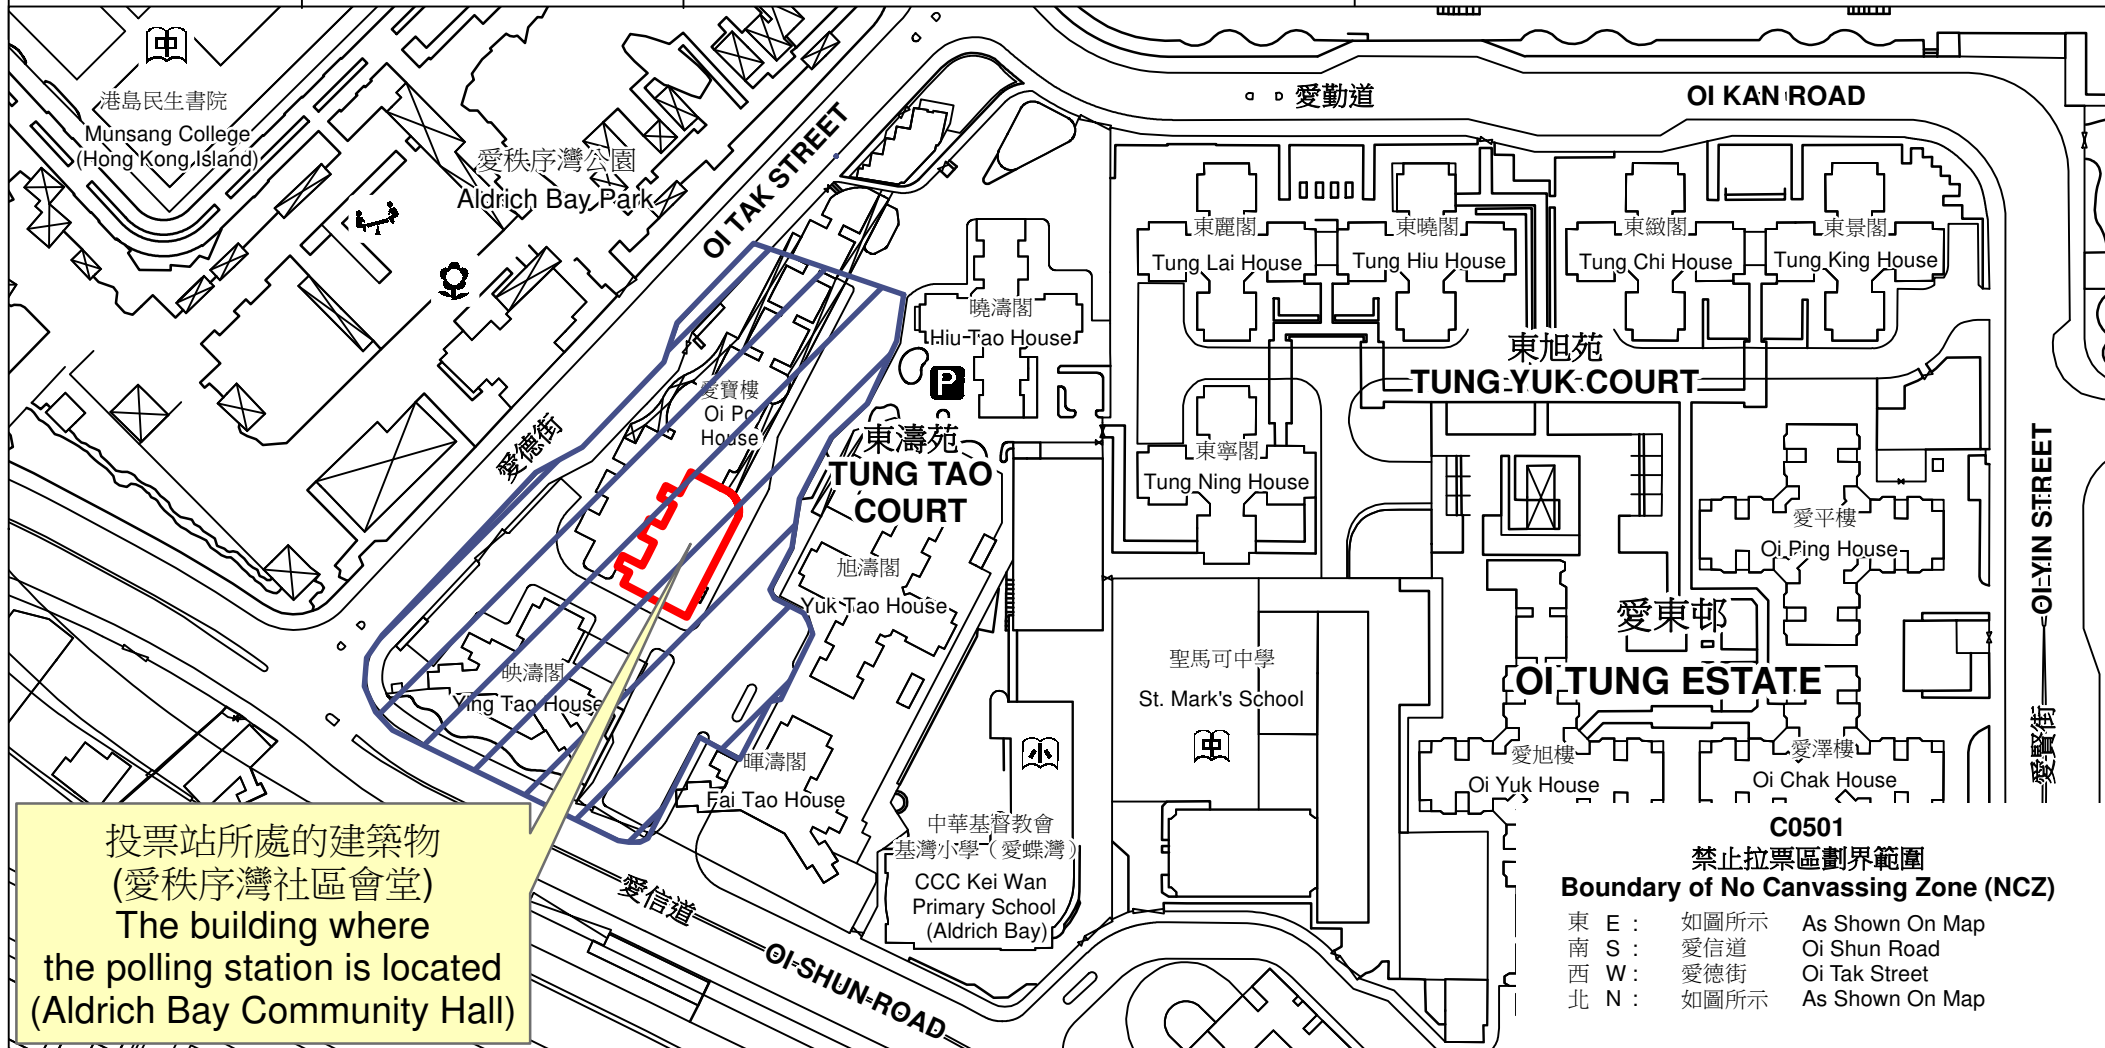 中
港島民生書院
Munsang College
(Hong Kong Island)
愛秩序灣公園
Aldrich Bay Park
OI TAK STREET
愛德街
愛勤道
OI KAN ROAD
東麗閣
Tung Lai House
東曉閣
Tung Hiu House
東緻閣
Tung Chi House
東景閣
Tung King House
曉濤閣
Hiu Tao House
P
東旭苑
TUNG YUK COURT
愛寶樓
Oi Po
House
東濤苑
TUNG TAO
COURT
東寧閣
Tung Ning House
愛平樓
Oi Ping House
OI YIN STREET
愛賢街
旭濤閣
Yuk Tao House
愛東邨
OI TUNG ESTATE
聖馬可中學
St. Mark's School
中
映濤閣
Ying Tao House
暉濤閣
Fai Tao House
小
愛旭樓
Oi Yuk House
愛澤樓
Oi Chak House
中華基督教會
基灣小學（愛蝶灣）
CCC Kei Wan
Primary School
(Aldrich Bay)
愛信道
OI SHUN ROAD
投票站所處的建築物
(愛秩序灣社區會堂)
The building where
the polling station is located
(Aldrich Bay Community Hall)
C0501
禁止拉票區劃界範圍
Boundary of No Canvassing Zone (NCZ)
東 E : 如圖所示 As Shown On Map
南 S : 愛信道 Oi Shun Road
西 W : 愛德街 Oi Tak Street
北 N : 如圖所示 As Shown On Map